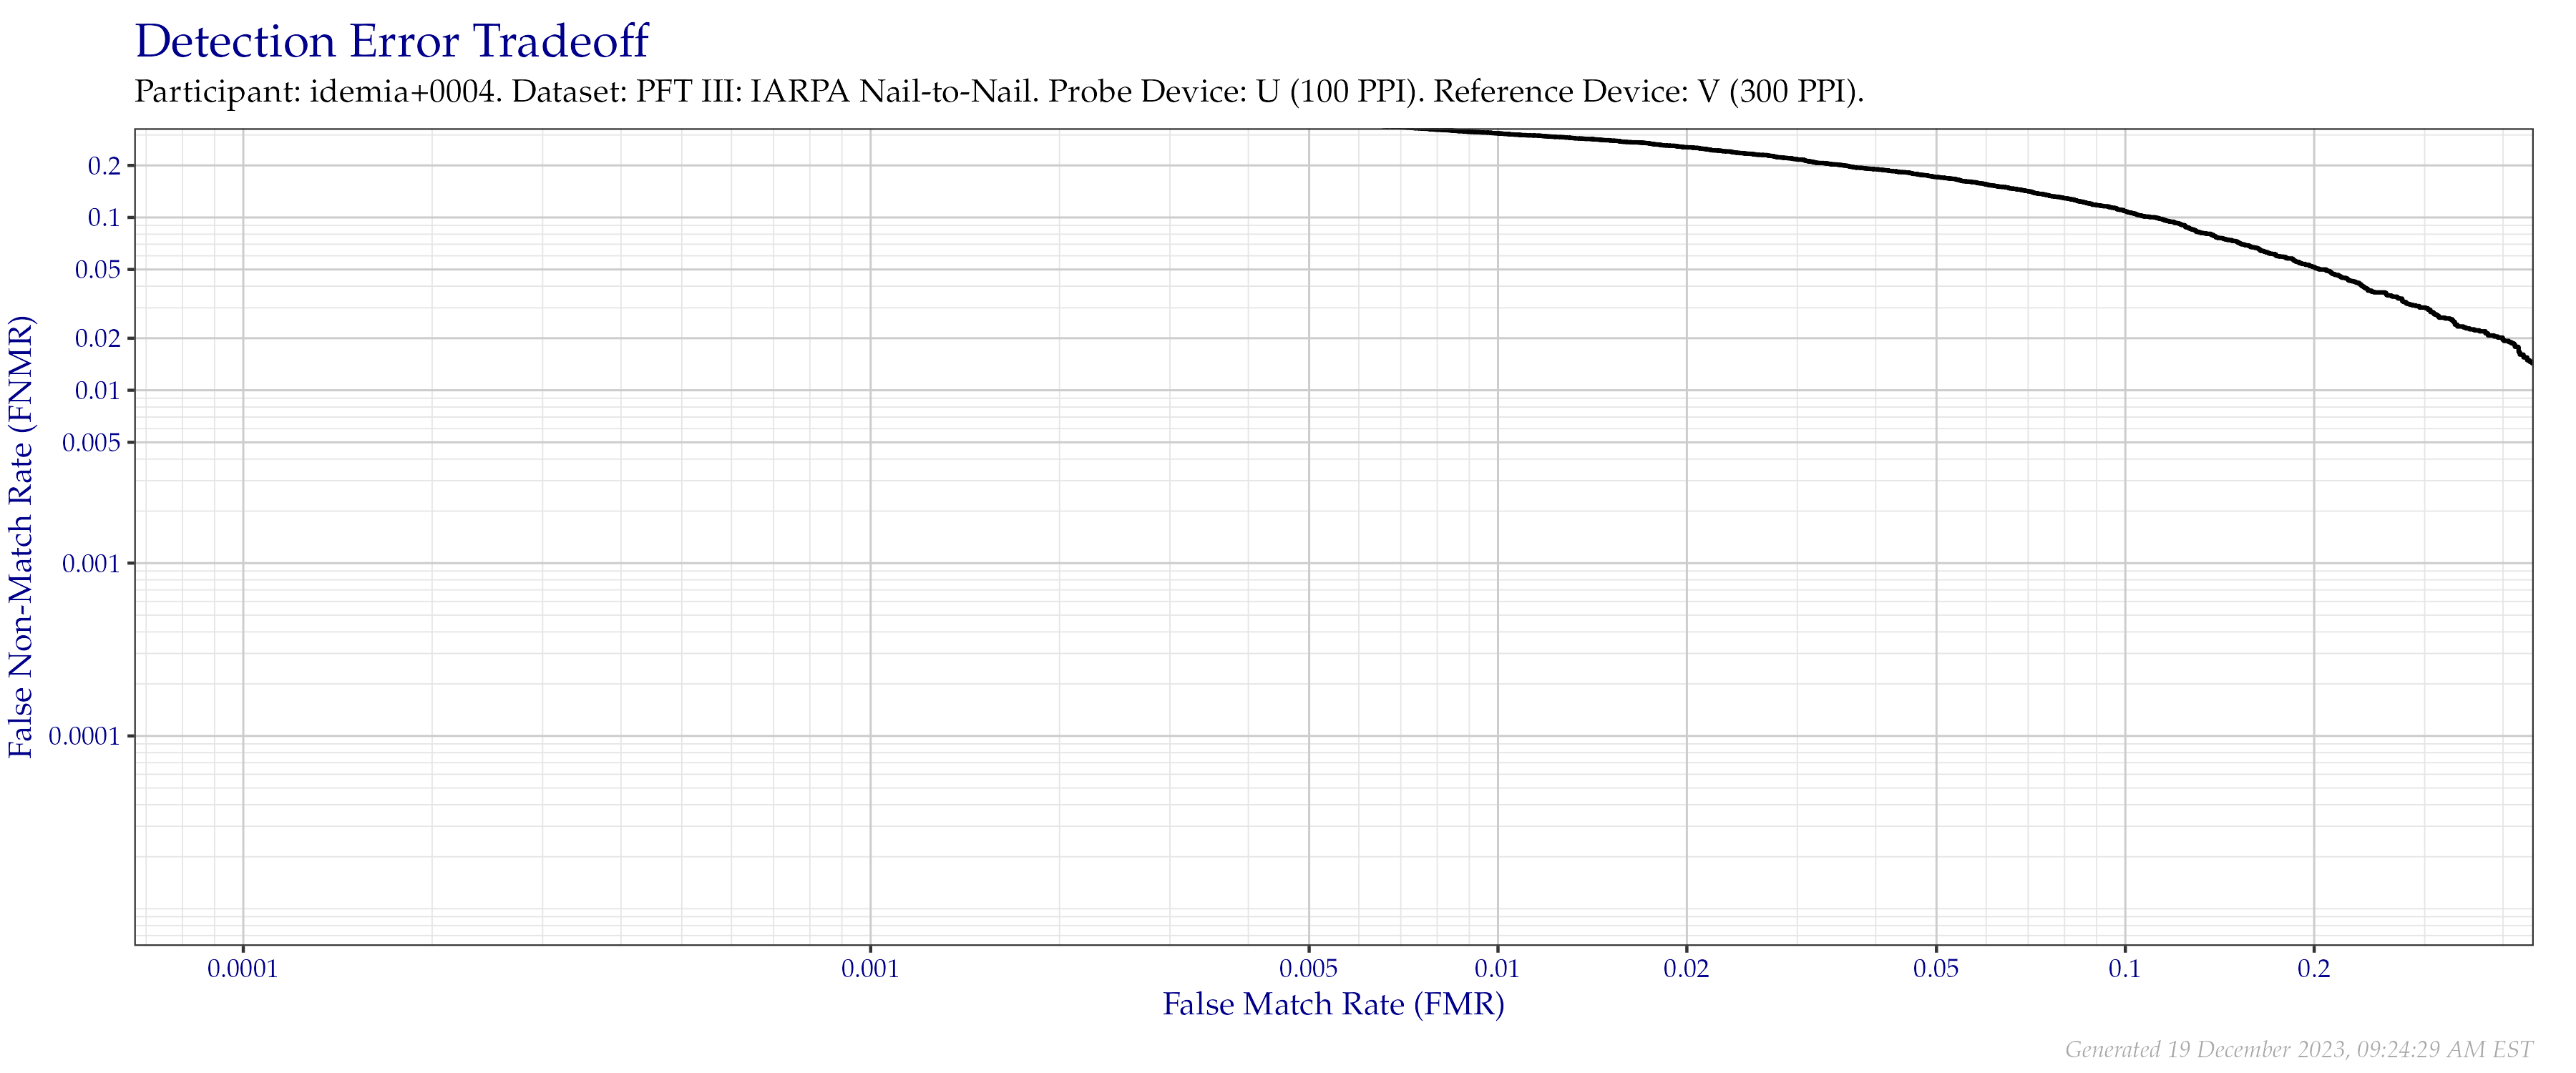 Detection Error Tradeoff
Participant: idemia+0004. Dataset: PFT III: IARPA Nail-to-Nail. Probe Device: U (100 PPI). Reference Device: V (300 PPI).
False Non-Match Rate (FNMR)
0.2
0.1
0.05
0.02
0.01
0.005
0.001
0.0001
0.0001 0.001 0.005 0.01 0.02 0.05 0.1 0.2
False Match Rate (FMR)
Generated 19 December 2023, 09:24:29 AM EST